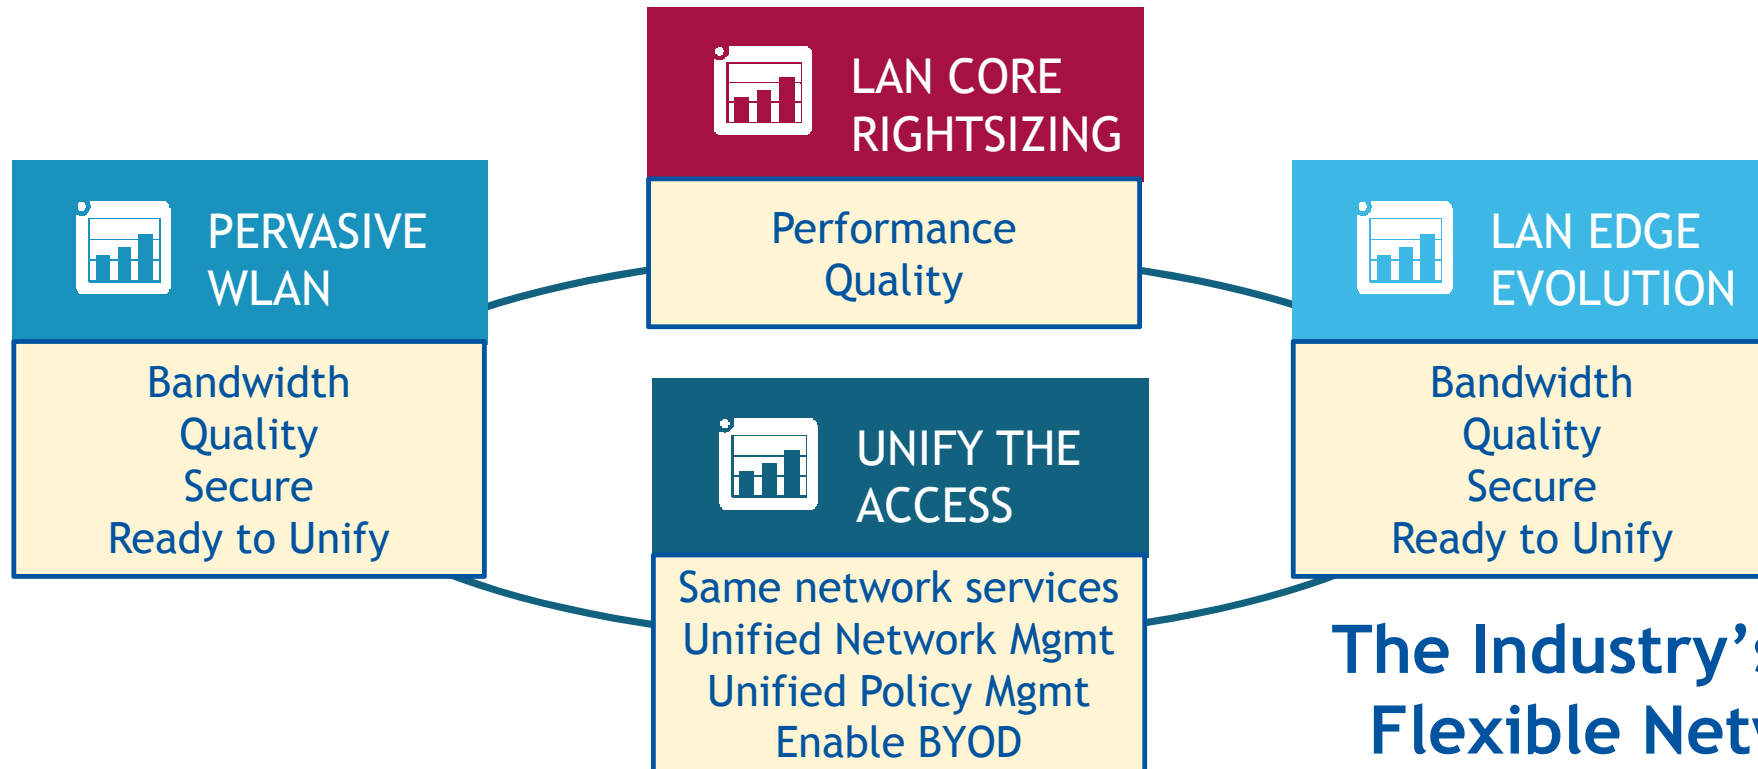 LAN CORE
RIGHTSIZING
Performance
Quality
PERVASIVE
WLAN
Bandwidth
Quality
Secure
Ready to Unify
LAN EDGE
EVOLUTION
Bandwidth
Quality
Secure
Ready to Unify
UNIFY THE
ACCESS
Same network services
Unified Network Mgmt
Unified Policy Mgmt
Enable BYOD
The Industry’s
Flexible